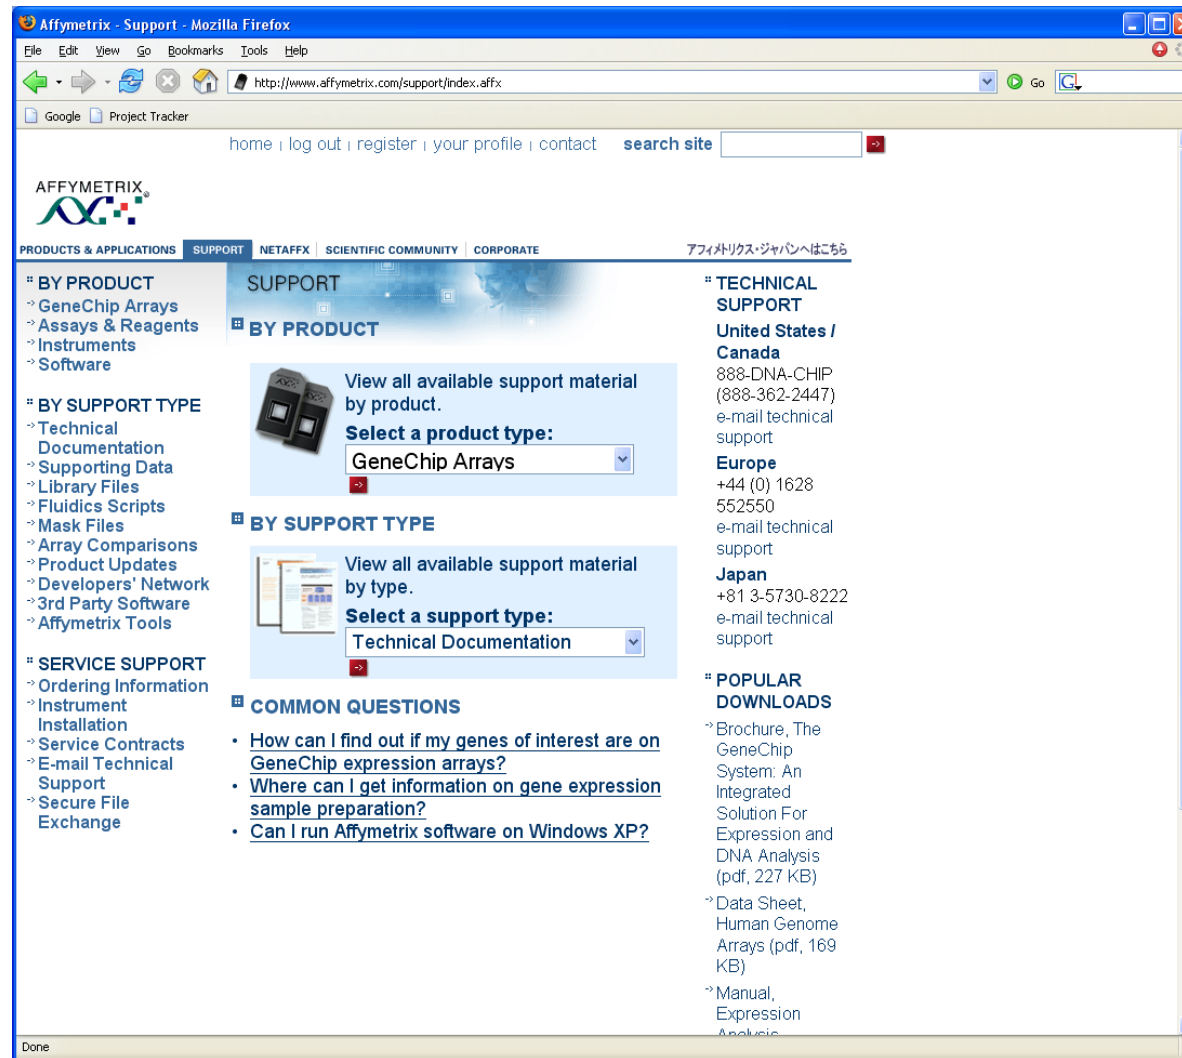 Affymetrix - Support - Mozilla Firefox
File Edit View Go Bookmarks Tools Help
http://www.affymetrix.com/support/index.affx
Go
G
Google Project Tracker
home | log out | register | your profile | contact search site
AFFYMETRIX®
PRODUCTS & APPLICATIONS SUPPORT NETAFFX SCIENTIFIC COMMUNITY CORPORATE アフィメトリクス・ジャパンへはこちら
BY PRODUCT
GeneChip Arrays
Assays & Reagents
Instruments
Software
BY SUPPORT TYPE
Technical
Documentation
Supporting Data
Library Files
Fluidics Scripts
Mask Files
Array Comparisons
Product Updates
Developers' Network
3rd Party Software
Affymetrix Tools
SERVICE SUPPORT
Ordering Information
Instrument
Installation
Service Contracts
E-mail Technical
Support
Secure File
Exchange
SUPPORT
BY PRODUCT
View all available support material
by product.
Select a product type:
GeneChip Arrays
BY SUPPORT TYPE
View all available support material
by type.
Select a support type:
Technical Documentation
COMMON QUESTIONS
• How can I find out if my genes of interest are on
GeneChip expression arrays?
• Where can I get information on gene expression
sample preparation?
• Can I run Affymetrix software on Windows XP?
TECHNICAL
SUPPORT
United States /
Canada
888-DNA-CHIP
(888-362-2447)
e-mail technical
support
Europe
+44 (0) 1628
552550
e-mail technical
support
Japan
+81 3-5730-8222
e-mail technical
support
POPULAR
DOWNLOADS
Brochure, The
GeneChip
System: An
Integrated
Solution For
Expression and
DNA Analysis
(pdf, 227 KB)
Data Sheet,
Human Genome
Arrays (pdf, 169
KB)
Manual,
Expression
Analysis
Done